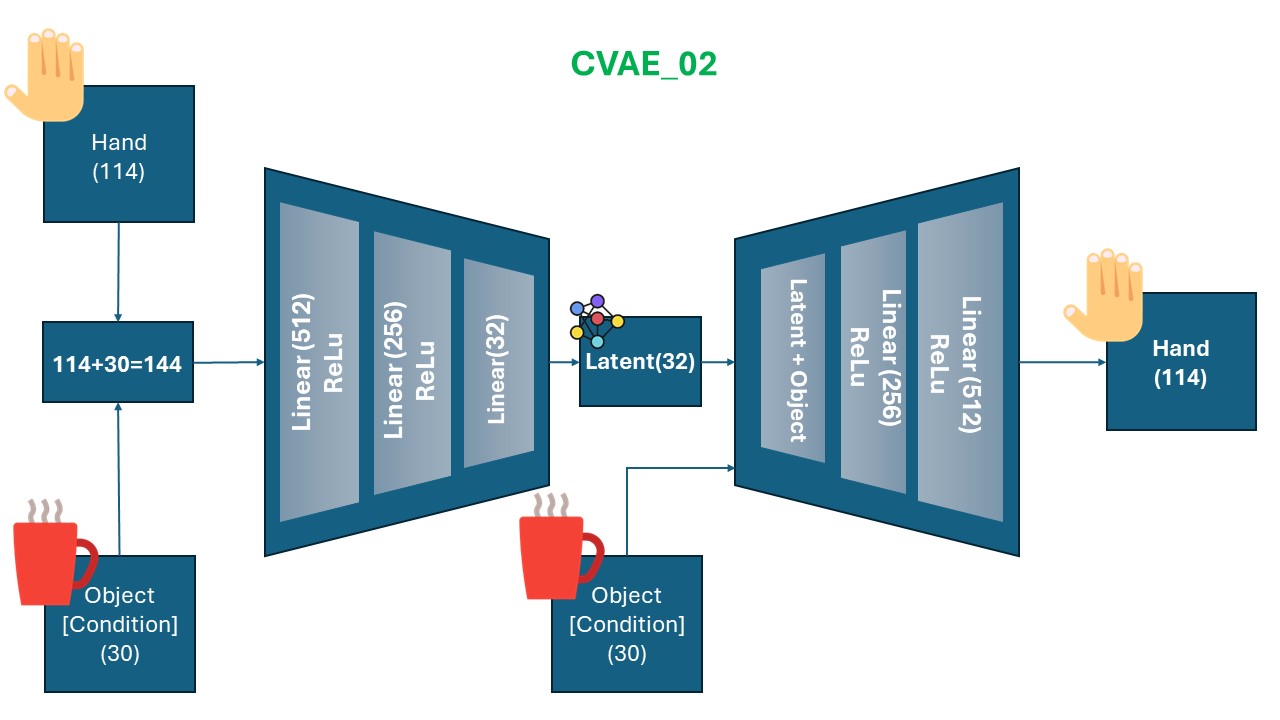 CVAE_02
Hand
(114)
114+30=144
Object
[Condition]
(30)
Linear (512)
ReLu
Linear (256)
ReLu
Linear(32)
Latent(32)
Object
[Condition]
(30)
Latent + Object
Linear (256)
ReLu
Linear (512)
ReLu
Hand
(114)